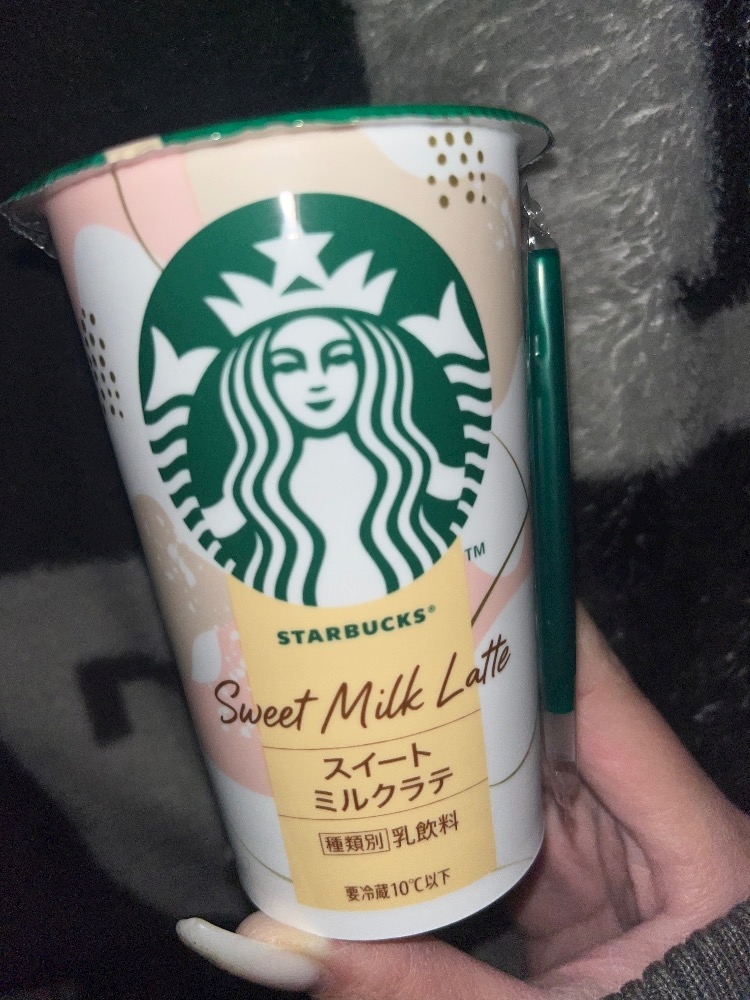 TM
STARBUCKS®
Sweet Milk Latte
スイート
ミルクラテ
種類別 乳飲料
要冷蔵10℃以下